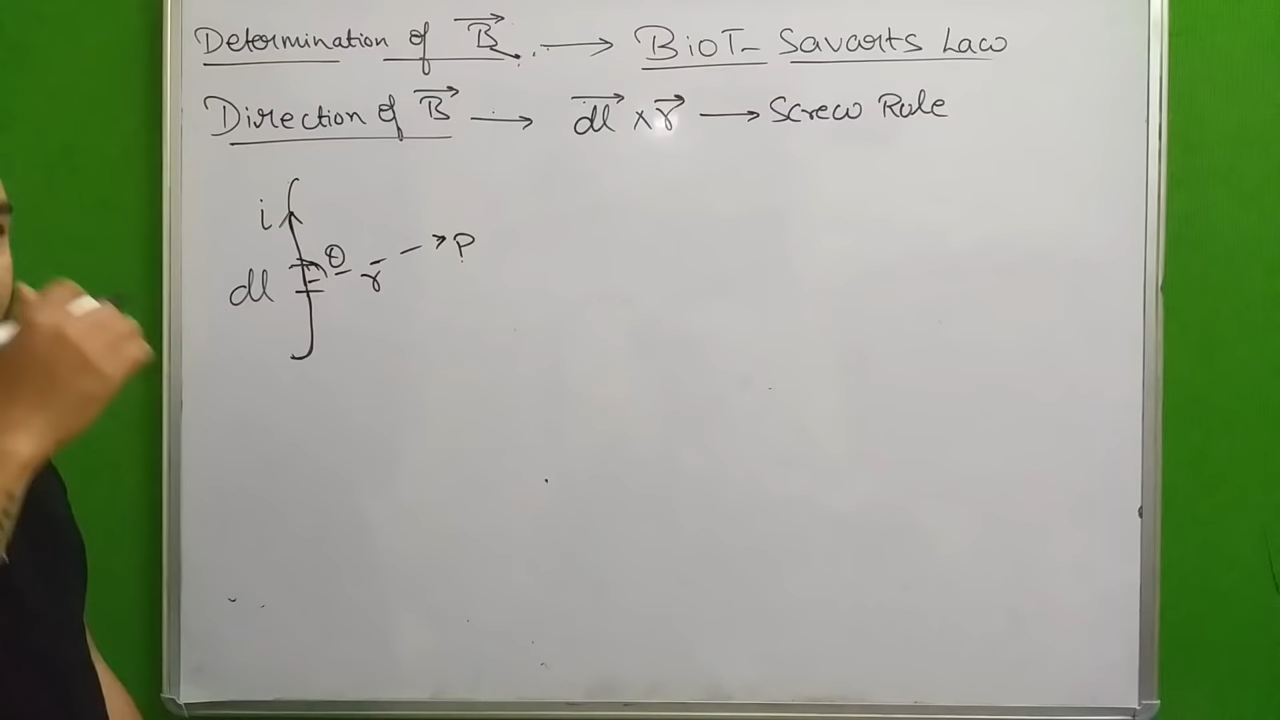 Determination of B → BioT- Savarts Law
Direction of B → dl x r → Screw Rule
i
θ
P
dl
r